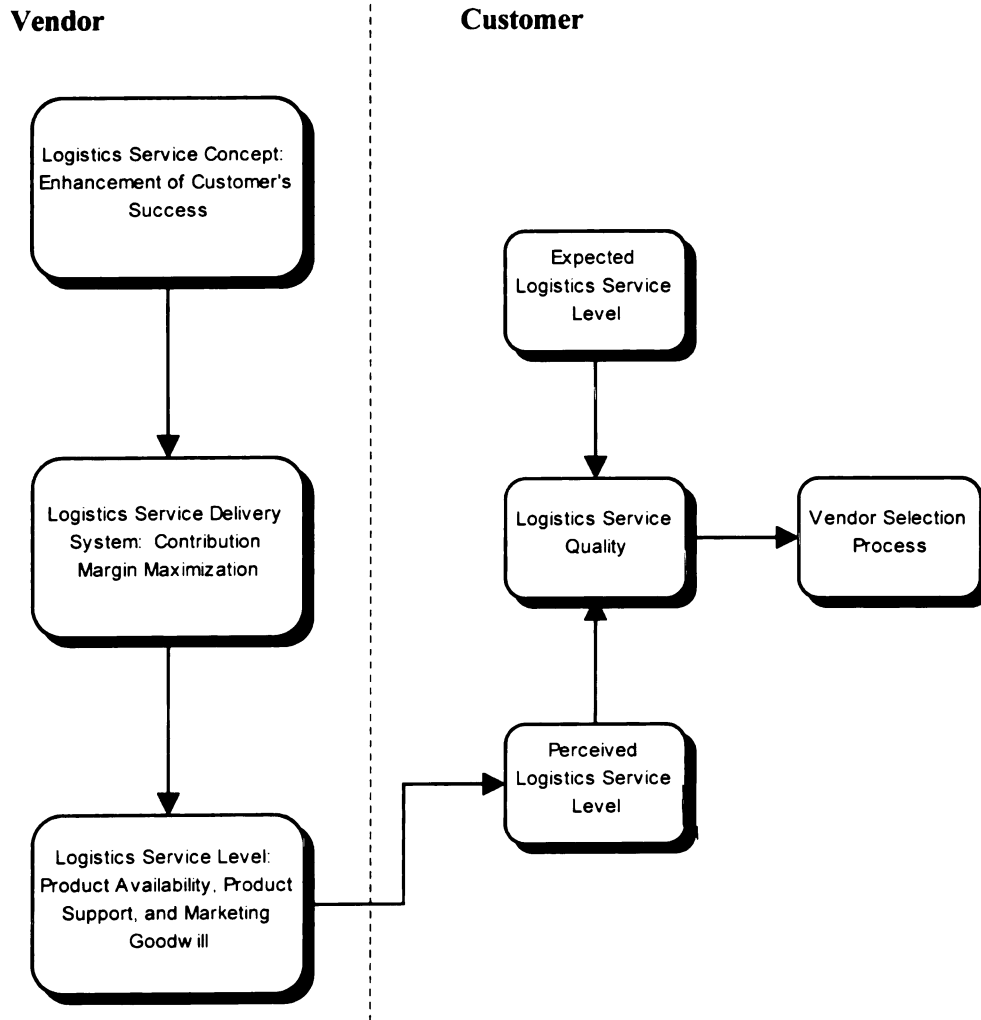 Vendor
Customer
Logistics Service Concept:
Enhancement of Customer's
Success
Expected
Logistics Service
Level
Logistics Service Delivery
System: Contribution
Margin Maximization
Logistics Service
Quality
Vendor Selection
Process
Perceived
Logistics Service
Level
Logistics Service Level:
Product Availability, Product
Support, and Marketing
Goodwill